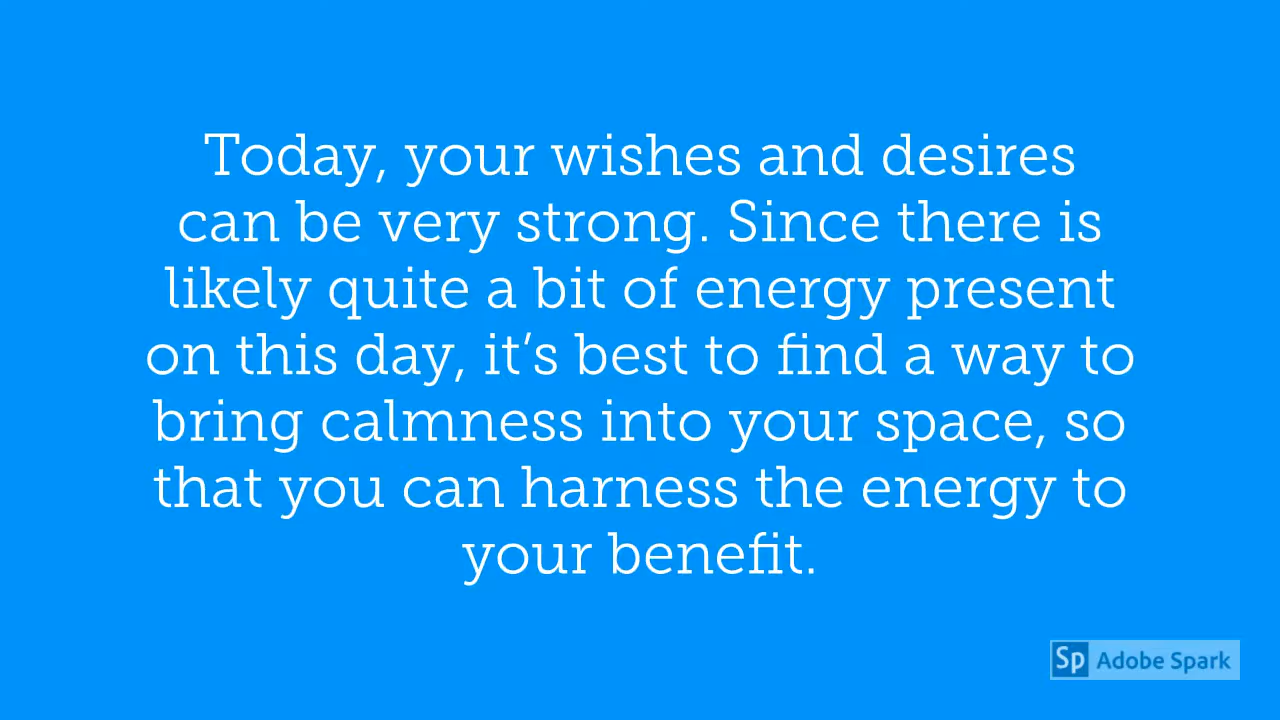 Today, your wishes and desires
can be very strong. Since there is
likely quite a bit of energy present
on this day, it’s best to find a way to
bring calmness into your space, so
that you can harness the energy to
your benefit.
Sp Adobe Spark